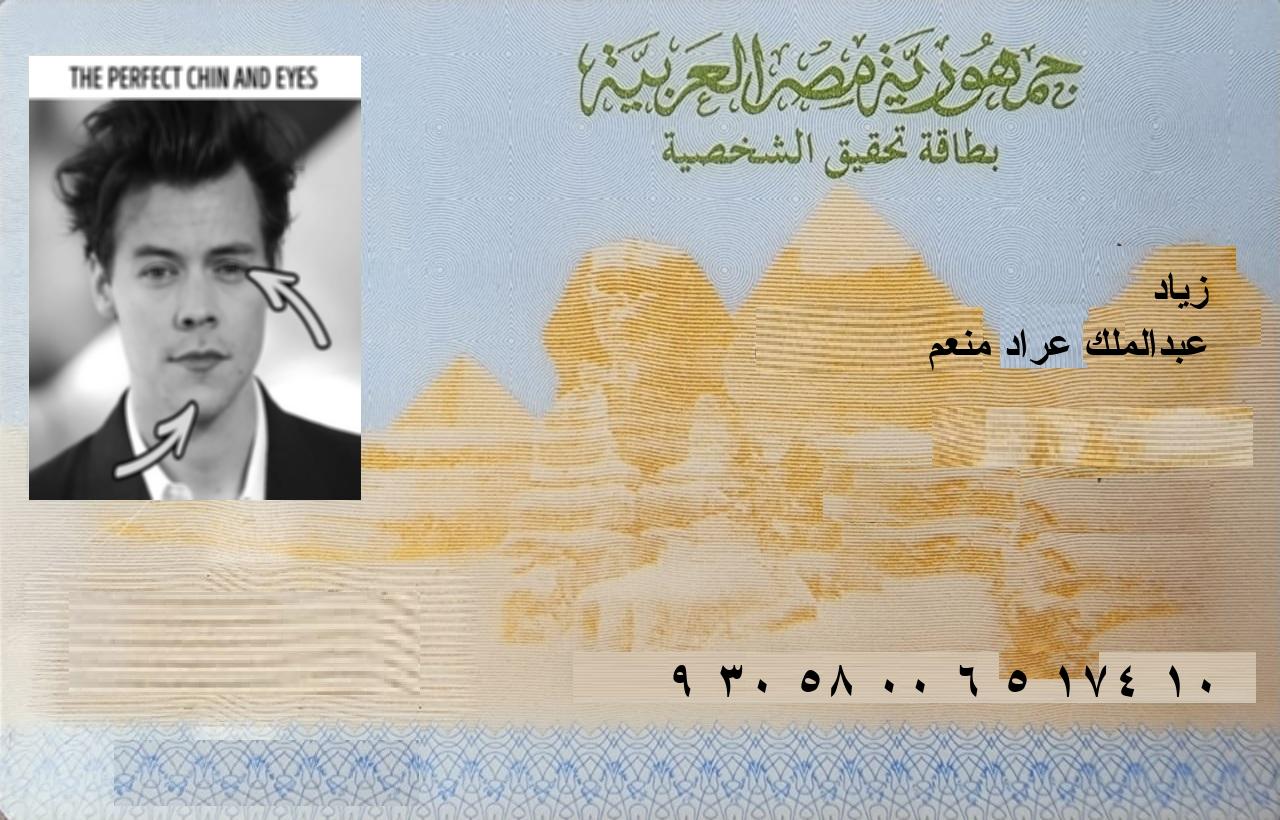 THE PERFECT CHIN AND EYES
جمهورية مصر العربية
بطاقة تحقيق الشخصية
زياد
عبدالملك عراد منعم
٩ ٣٠ ٥٨ ٠٠ ٦ ٥ ١٧٤ ١٠